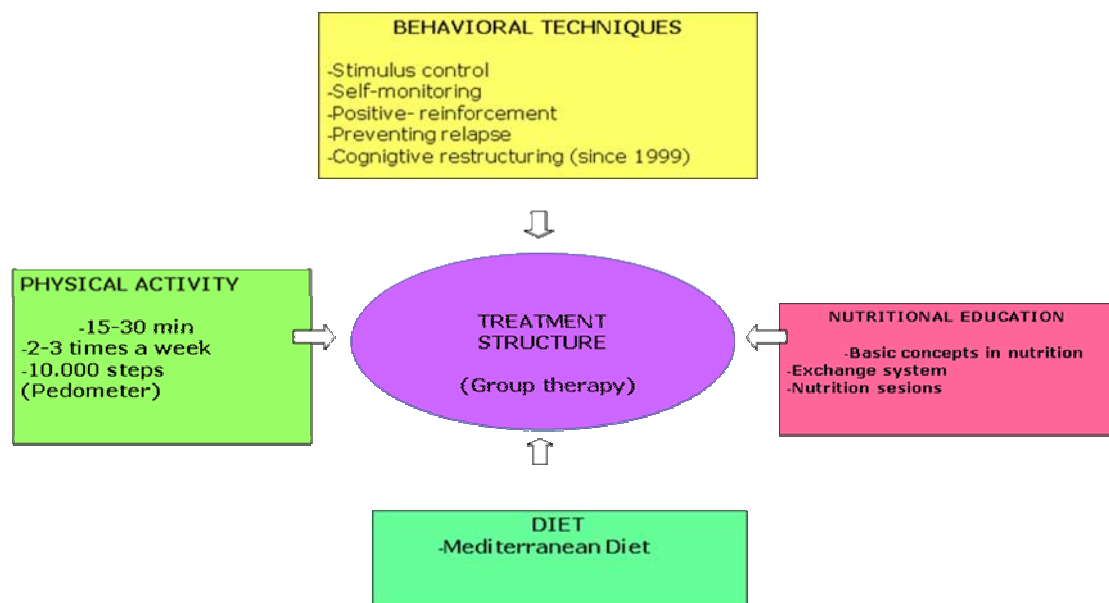 BEHAVIORAL TECHNIQUES
-Stimulus control
-Self-monitoring
-Positive- reinforcement
-Preventing relapse
-Cognigtive restructuring (since 1999)
PHYSICAL ACTIVITY
-15-30 min
-2-3 times a week
-10.000 steps
(Pedometer)
TREATMENT
STRUCTURE
(Group therapy)
NUTRITIONAL EDUCATION
-Basic concepts in nutrition
-Exchange system
-Nutrition sesions
DIET
-Mediterranean Diet